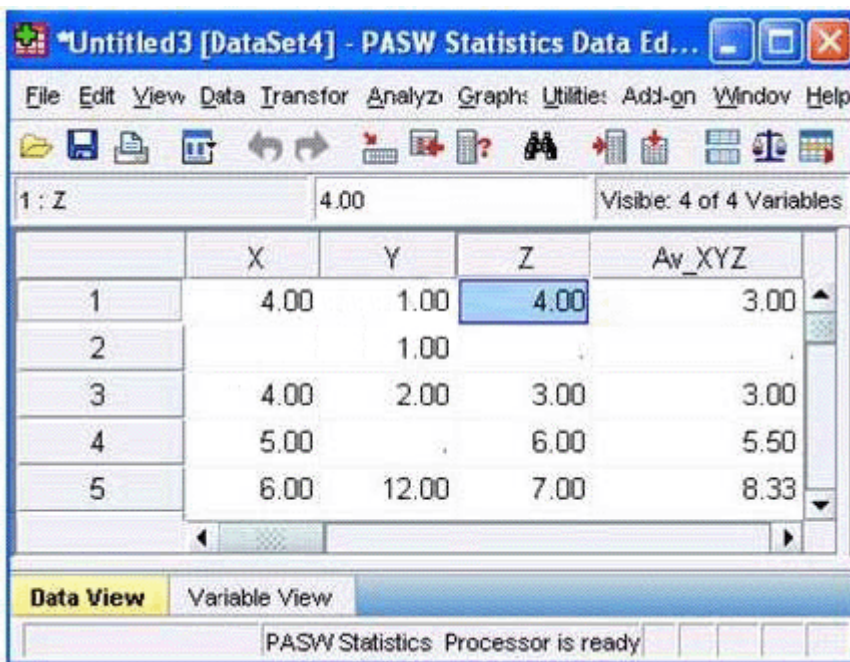 *Untitled3 [DataSet4] - PASW Statistics Data Ed...
File Edit View Data Transfor Analyz Graphs Utilities Add-on Window Help
1 : Z 4.00 Visibe: 4 of 4 Variables
X Y Z Av_XYZ
1 4.00 1.00 4.00 3.00
2 1.00 . .
3 4.00 2.00 3.00 3.00
4 5.00 . 6.00 5.50
5 6.00 12.00 7.00 8.33
Data View Variable View
PASW Statistics Processor is ready